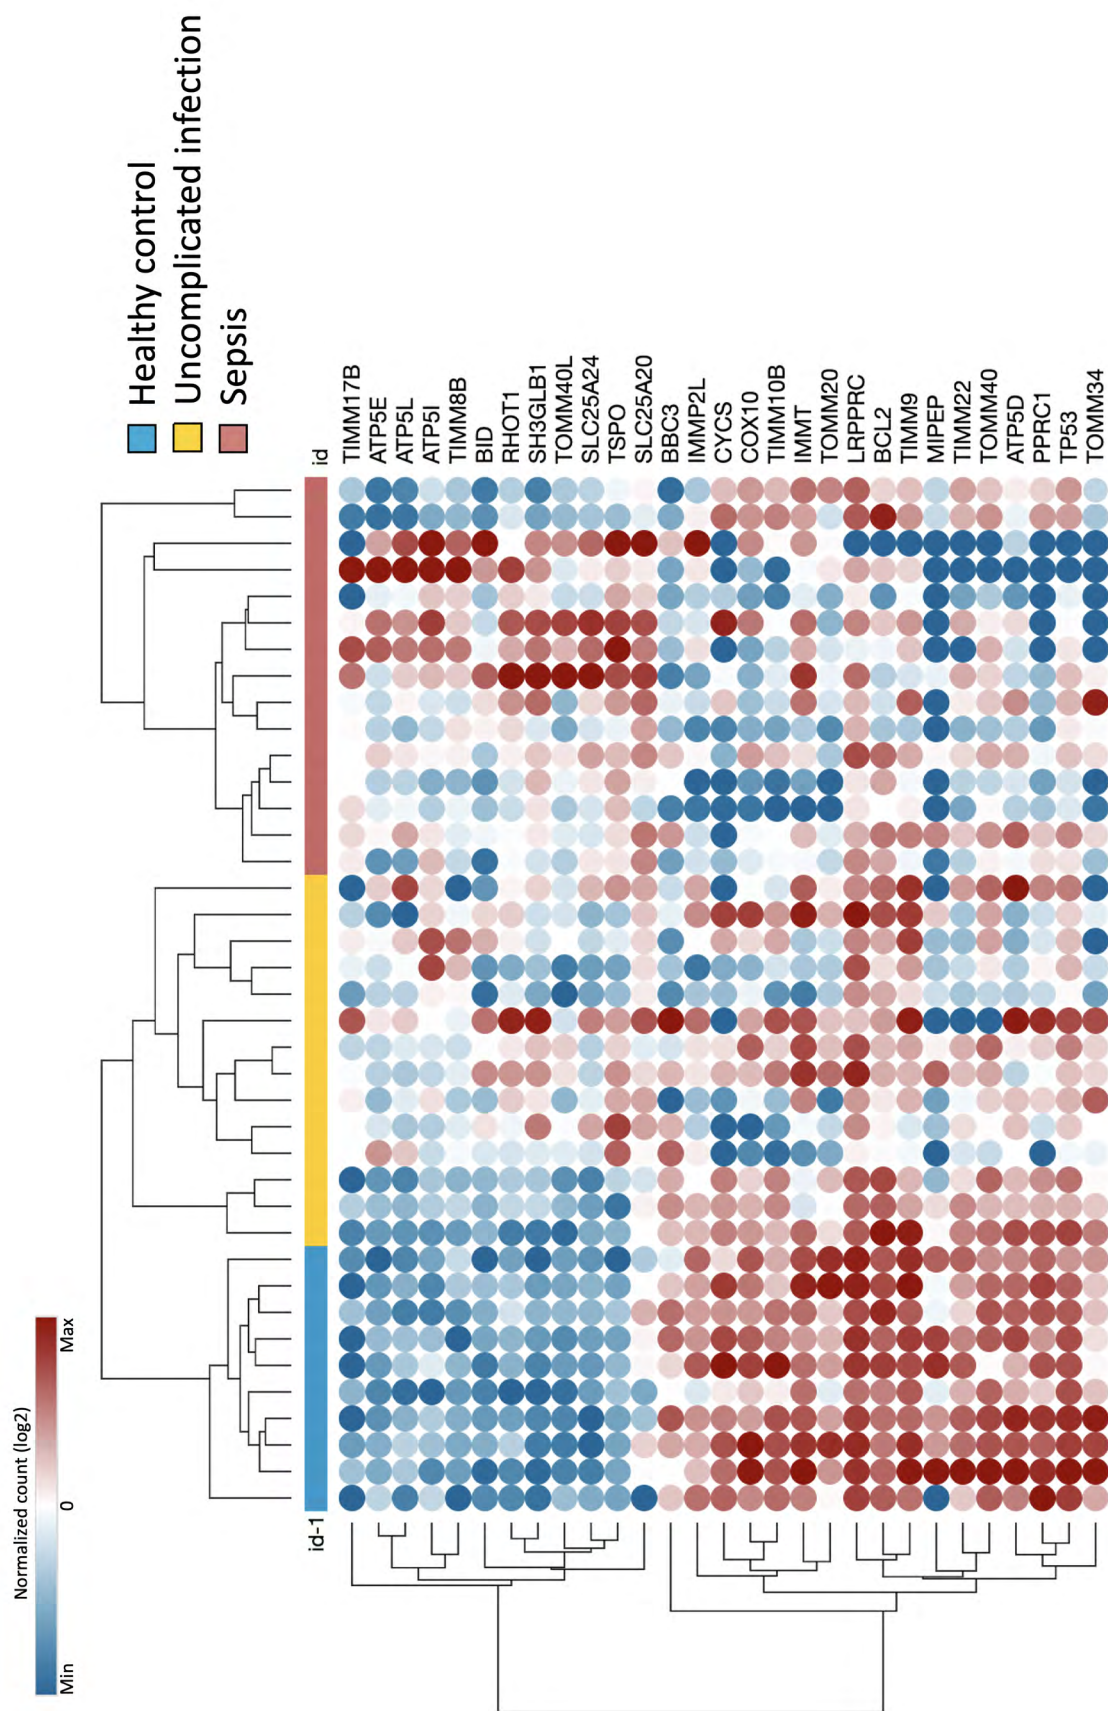 Healthy control
Uncomplicated infection
Sepsis
id
TIMM17B
ATP5E
ATP5L
ATP5I
TIMM8B
BID
RHOT1
SH3GLB1
TOMM40L
SLC25A24
TSPO
SLC25A20
BBC3
IMMP2L
CYCS
COX10
TIMM10B
IMMT
TOMM20
LRPPRC
BCL2
TIMM9
MIPEP
TIMM22
TOMM40
ATP5D
PPRC1
TP53
TOMM34
id-1
Normalized count (log2)
Min
0
Max